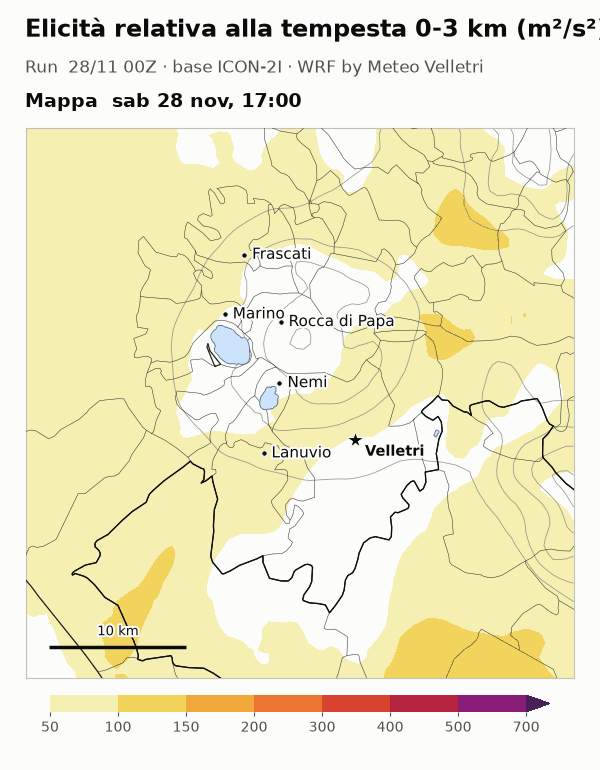 Elicità relativa alla tempesta 0-3 km (m²/s²)
Run  28/11 00Z · base ICON-2I · WRF by Meteo Velletri
Mappa  sab 28 nov, 17:00
Frascati
Marino
Rocca di Papa
Nemi
Velletri
Lanuvio
10 km
50 100 150 200 300 400 500 700